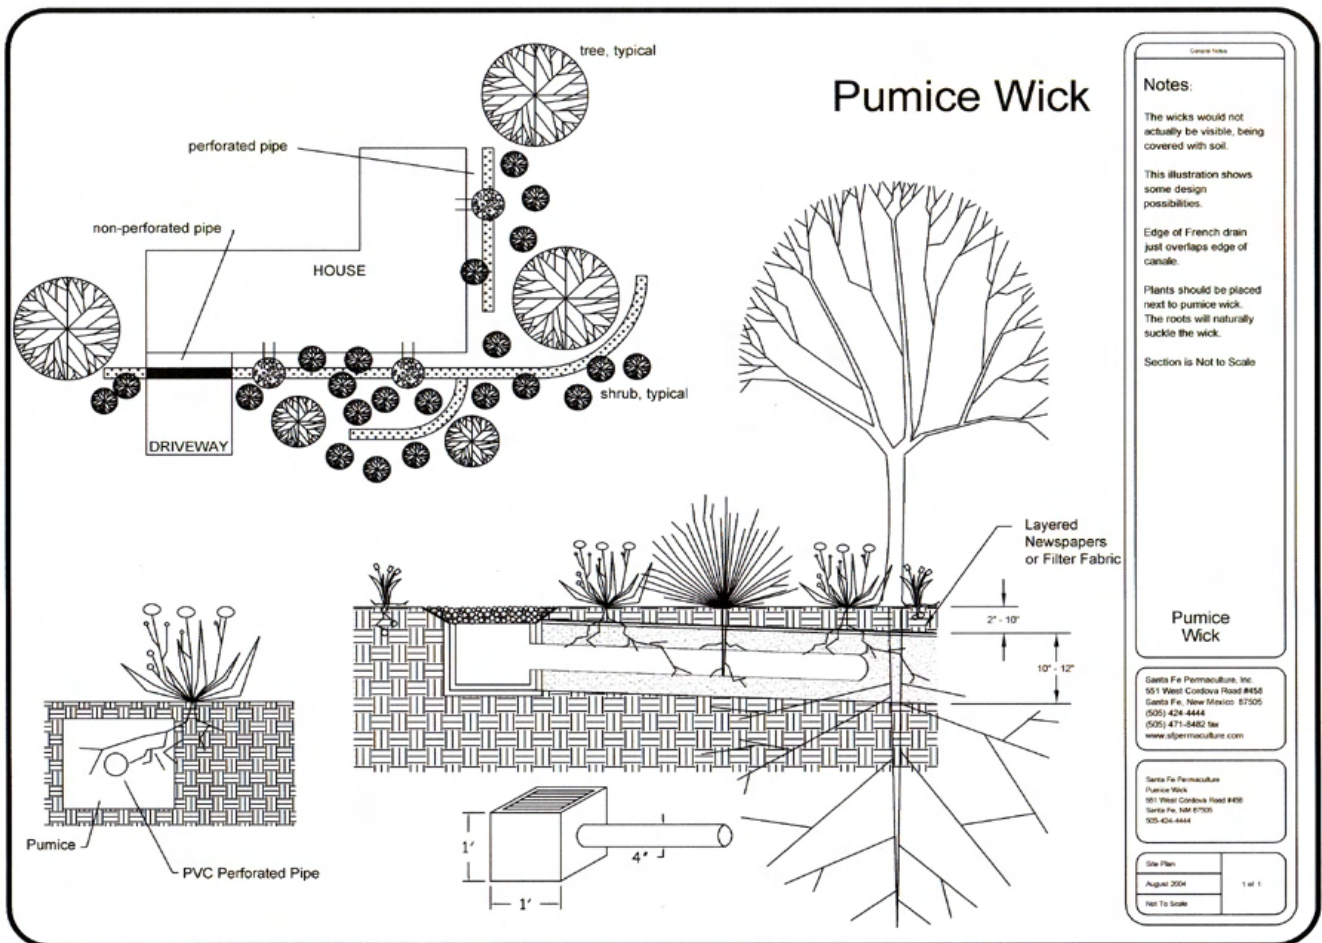 Pumice Wick
tree, typical
perforated pipe
non-perforated pipe
HOUSE
shrub, typical
DRIVEWAY
Layered
Newspapers
or Filter Fabric
2" - 10"
10" - 12"
Pumice
PVC Perforated Pipe
1'
1'
4"
General Notes
Notes:
The wicks would not
actually be visible, being
covered with soil.
This illustration shows
some design
possibilities.
Edge of French drain
just overlaps edge of
canale.
Plants should be placed
next to pumice wick.
The roots will naturally
suckle the wick.
Section is Not to Scale
Pumice
Wick
Santa Fe Permaculture, Inc.
551 West Cordova Road #458
Santa Fe, New Mexico 87505
(505) 424-4444
(505) 471-8482 fax
www.sfpermaculture.com
Santa Fe Permaculture
Pumice Wick
551 West Cordova Road #458
Santa Fe, NM 87505
505-424-4444
Site Plan
August 2004
1 of 1
Not To Scale